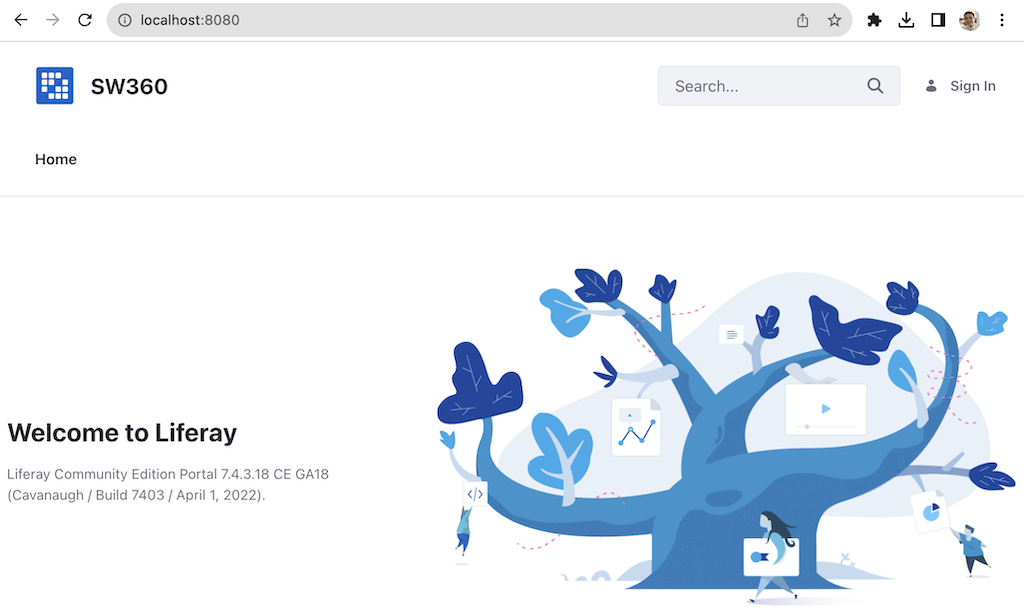 localhost:8080
SW360
Search...
Sign In
Home
Welcome to Liferay
Liferay Community Edition Portal 7.4.3.18 CE GA18
(Cavanaugh / Build 7403 / April 1, 2022).
</>